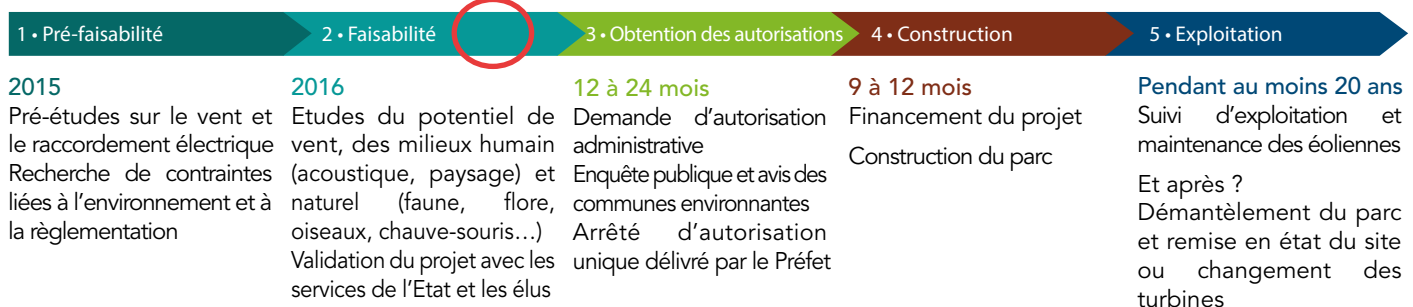 1 • Pré-faisabilité
2 • Faisabilité
3 • Obtention des autorisations
4 • Construction
5 • Exploitation
2015
Pré-études sur le vent et
le raccordement électrique
Recherche de contraintes
liées à l'environnement et à
la règlementation
2016
Etudes du potentiel de
vent, des milieux humain
(acoustique, paysage) et
naturel (faune, flore,
oiseaux, chauve-souris…)
Validation du projet avec les
services de l'Etat et les élus
12 à 24 mois
Demande d'autorisation
administrative
Enquête publique et avis des
communes environnantes
Arrêté d'autorisation
unique délivré par le Préfet
9 à 12 mois
Financement du projet
Construction du parc
Pendant au moins 20 ans
Suivi d'exploitation et
maintenance des éoliennes
Et après ?
Démantèlement du parc
et remise en état du site
ou changement des
turbines